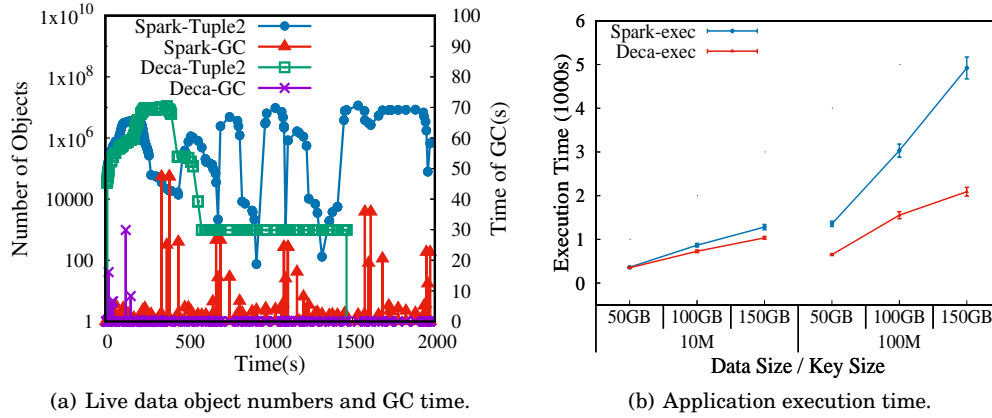 1x10^10
1x10^8
1x10^6
10000
100
1
Number of Objects
Spark-Tuple2
Spark-GC
Deca-Tuple2
Deca-GC
100
90
80
70
60
50
40
30
20
10
0
Time of GC(s)
0 500 1000 1500 2000
Time(s)
(a) Live data object numbers and GC time.
6
5
4
3
2
1
0
Execution Time (1000s)
Spark-exec
Deca-exec
50GB 100GB 150GB 50GB 100GB 150GB
10M 100M
Data Size / Key Size
(b) Application execution time.